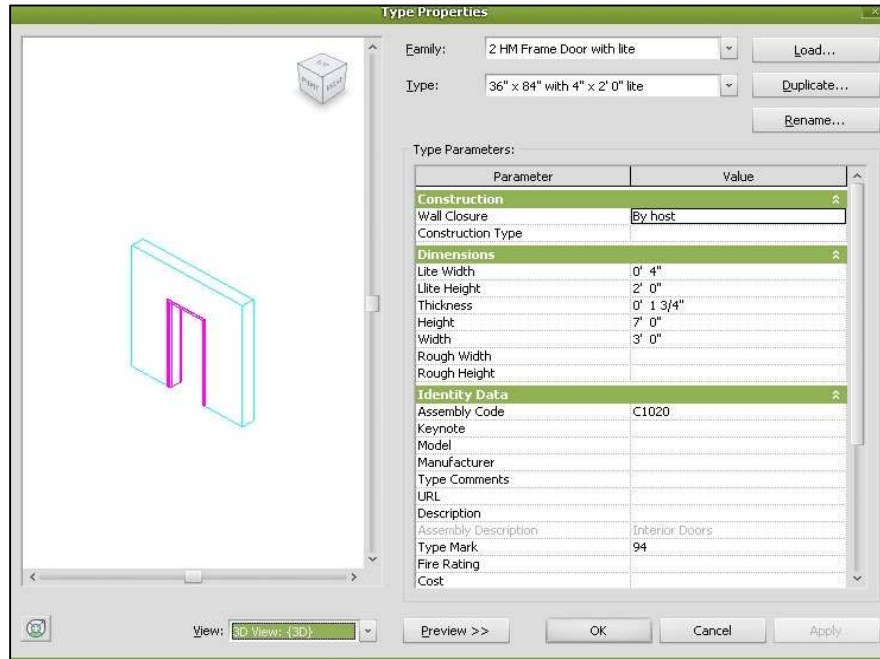 Type Properties
Family: 2 HM Frame Door with lite Load...
Type: 36" x 84" with 4" x 2' 0" lite Duplicate...
Rename...
Type Parameters:
Parameter Value
Construction
Wall Closure By host
Construction Type
Dimensions
Lite Width 0' 4"
Llite Height 2' 0"
Thickness 0' 1 3/4"
Height 7' 0"
Width 3' 0"
Rough Width
Rough Height
Identity Data
Assembly Code C1020
Keynote
Model
Manufacturer
Type Comments
URL
Description
Assembly Description Interior Doors
Type Mark 94
Fire Rating
Cost
View: 3D View: {3D} Preview >> OK Cancel Apply